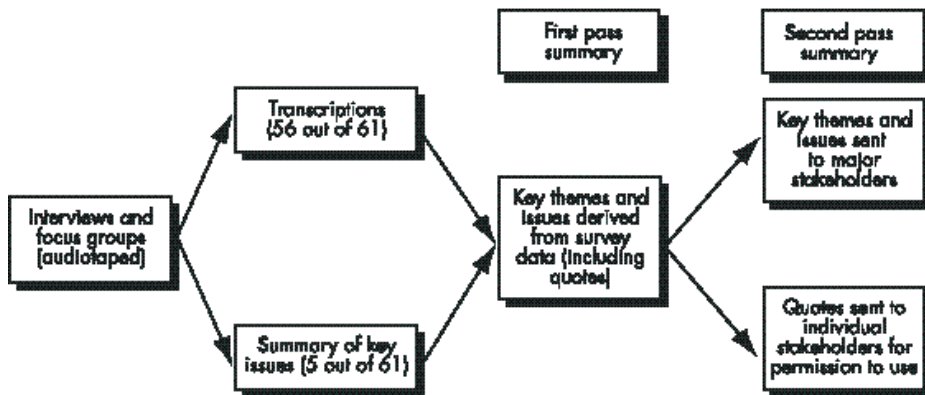 First pass
summary
Second pass
summary
Transcriptions
(56 out of 61)
Key themes and
issues sent
to major
stakeholders
Interviews and
focus groups
(audiotaped)
Key themes and
issues derived
from survey
data (including
quotes)
Summary of key
issues (5 out of 61)
Quotes sent to
individual
stakeholders for
permission to use